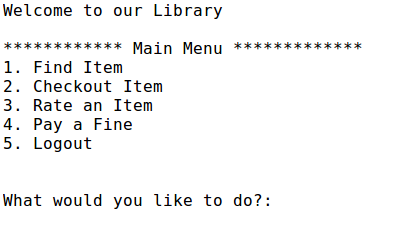 Welcome to our Library
************ Main Menu *************
1. Find Item
2. Checkout Item
3. Rate an Item
4. Pay a Fine
5. Logout
What would you like to do?: